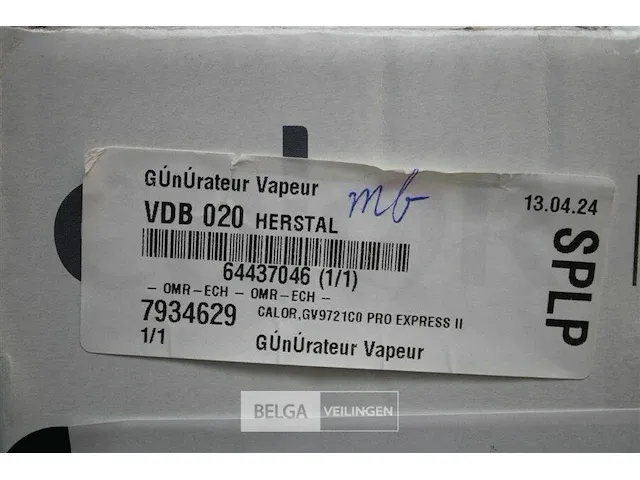 GÚnÚrateur Vapeur
mb
13.04.24
VDB 020 HERSTAL
64437046 (1/1)
- OMR-ECH - OMR-ECH -
7934629 CALOR,GV9721C0 PRO EXPRESS II
1/1 GÚnÚrateur Vapeur
SPLP
BELGA VEILINGEN